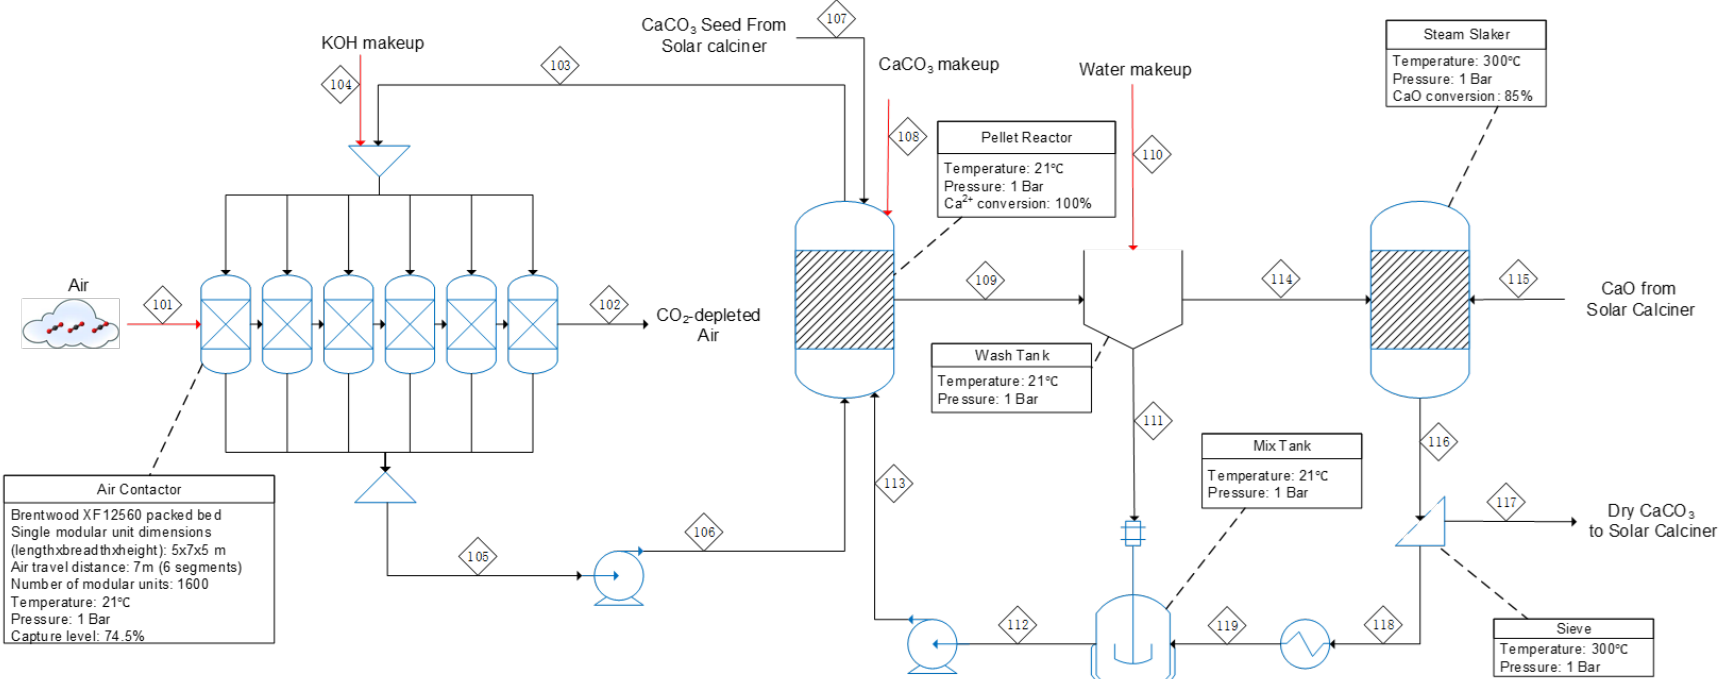 CaCO₃ Seed From
Solar calciner
107
KOH makeup
103
104
CaCO₃ makeup
108
Water makeup
110
Steam Slaker
Temperature: 300℃
Pressure: 1 Bar
CaO conversion: 85%
Pellet Reactor
Temperature: 21℃
Pressure: 1 Bar
Ca²⁺ conversion: 100%
Air
101
102
CO₂-depleted
Air
109
114
115
CaO from
Solar Calciner
Wash Tank
Temperature: 21℃
Pressure: 1 Bar
111
116
Mix Tank
Temperature: 21℃
Pressure: 1 Bar
113
117
Dry CaCO₃
to Solar Calciner
Air Contactor
Brentwood XF12560 packed bed
Single modular unit dimensions
(lengthxbreadthxheight): 5x7x5 m
Air travel distance: 7m (6 segments)
Number of modular units: 1600
Temperature: 21℃
Pressure: 1 Bar
Capture level: 74.5%
105
106
112
119
118
Sieve
Temperature: 300℃
Pressure: 1 Bar